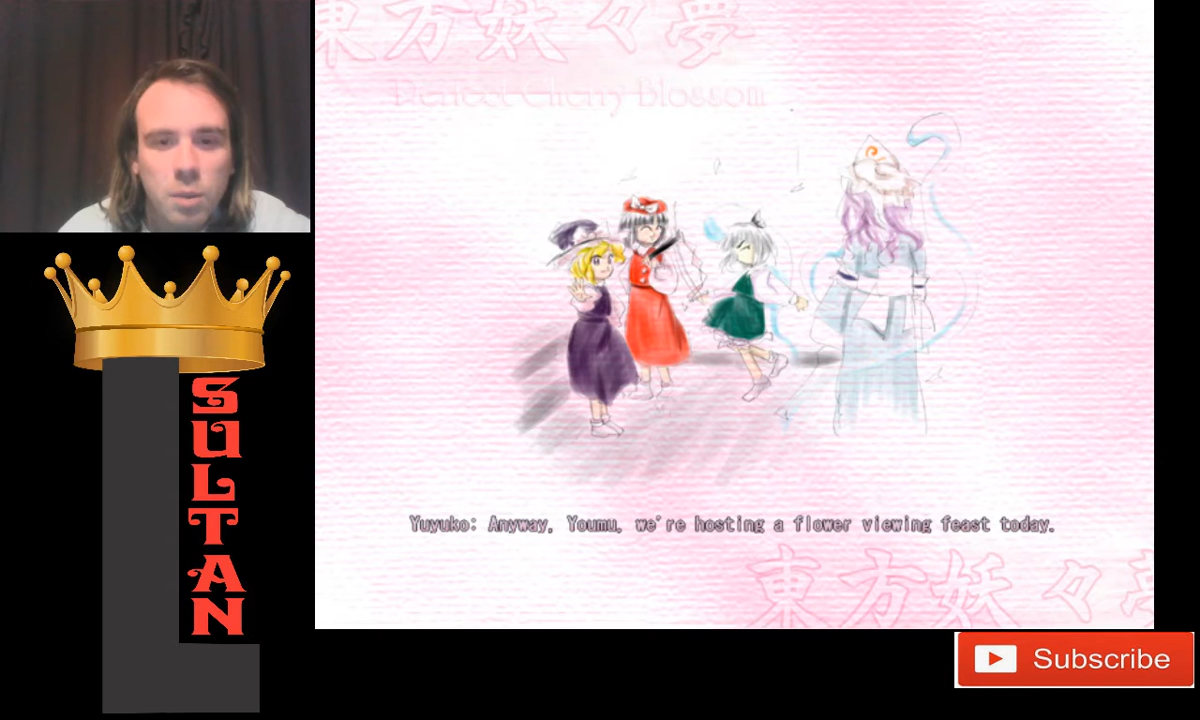 東方妖々夢
Perfect Cherry Blossom
L
SULTAN
Yuyuko: Anyway, Youmu, we're hosting a flower viewing feast today.
東方妖々夢
Subscribe